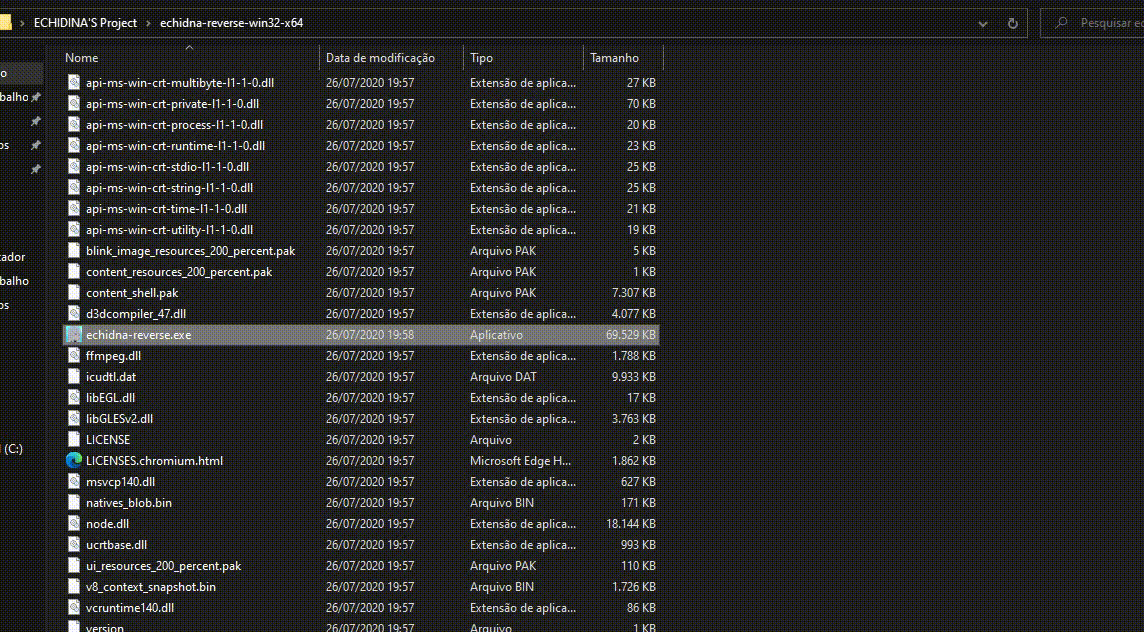 ECHIDINA'S Project > echidna-reverse-win32-x64 Pesquisar ec
Nome Data de modificação Tipo Tamanho
api-ms-win-crt-multibyte-l1-1-0.dll 26/07/2020 19:57 Extensão de aplica... 27 KB
api-ms-win-crt-private-l1-1-0.dll 26/07/2020 19:57 Extensão de aplica... 70 KB
api-ms-win-crt-process-l1-1-0.dll 26/07/2020 19:57 Extensão de aplica... 20 KB
api-ms-win-crt-runtime-l1-1-0.dll 26/07/2020 19:57 Extensão de aplica... 23 KB
api-ms-win-crt-stdio-l1-1-0.dll 26/07/2020 19:57 Extensão de aplica... 25 KB
api-ms-win-crt-string-l1-1-0.dll 26/07/2020 19:57 Extensão de aplica... 25 KB
api-ms-win-crt-time-l1-1-0.dll 26/07/2020 19:57 Extensão de aplica... 21 KB
api-ms-win-crt-utility-l1-1-0.dll 26/07/2020 19:57 Extensão de aplica... 19 KB
blink_image_resources_200_percent.pak 26/07/2020 19:57 Arquivo PAK 5 KB
content_resources_200_percent.pak 26/07/2020 19:57 Arquivo PAK 1 KB
content_shell.pak 26/07/2020 19:57 Arquivo PAK 7.307 KB
d3dcompiler_47.dll 26/07/2020 19:57 Extensão de aplica... 4.077 KB
echidna-reverse.exe 26/07/2020 19:58 Aplicativo 69.529 KB
ffmpeg.dll 26/07/2020 19:57 Extensão de aplica... 1.788 KB
icudtl.dat 26/07/2020 19:57 Arquivo DAT 9.933 KB
libEGL.dll 26/07/2020 19:57 Extensão de aplica... 17 KB
libGLESv2.dll 26/07/2020 19:57 Extensão de aplica... 3.763 KB
LICENSE 26/07/2020 19:57 Arquivo 2 KB
LICENSES.chromium.html 26/07/2020 19:57 Microsoft Edge H... 1.862 KB
msvcp140.dll 26/07/2020 19:57 Extensão de aplica... 627 KB
natives_blob.bin 26/07/2020 19:57 Arquivo BIN 171 KB
node.dll 26/07/2020 19:57 Extensão de aplica... 18.144 KB
ucrtbase.dll 26/07/2020 19:57 Extensão de aplica... 993 KB
ui_resources_200_percent.pak 26/07/2020 19:57 Arquivo PAK 110 KB
v8_context_snapshot.bin 26/07/2020 19:57 Arquivo BIN 1.726 KB
vcruntime140.dll 26/07/2020 19:57 Extensão de aplica... 86 KB
version 26/07/2020 19:57 Arquivo 1 KB
o
balho
os
tador
balho
os
(C:)